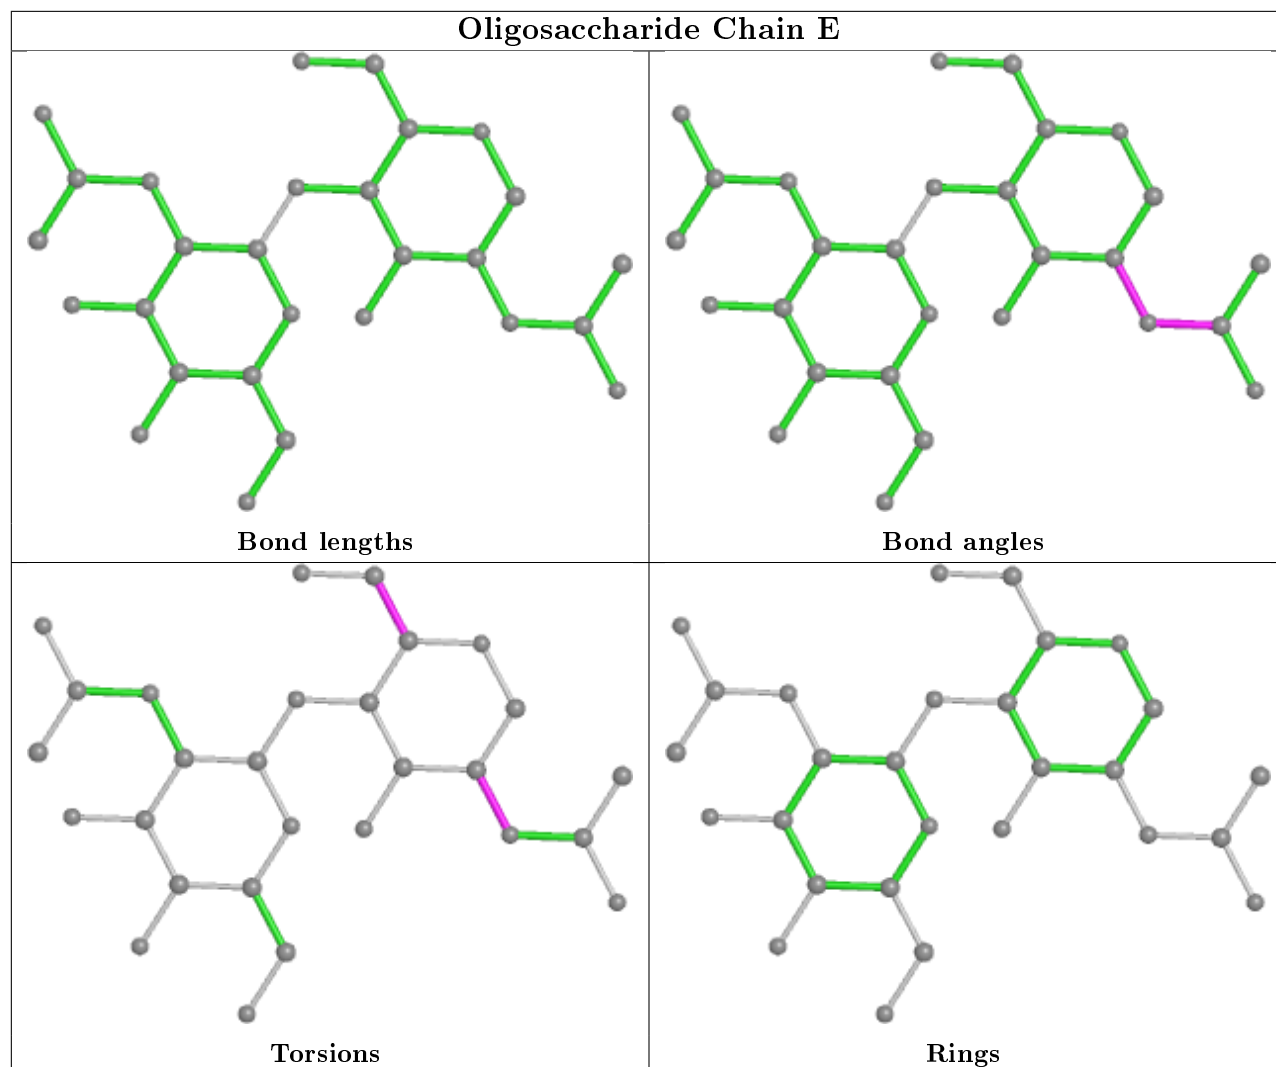 Oligosaccharide Chain E
Bond lengths
Bond angles
Torsions
Rings